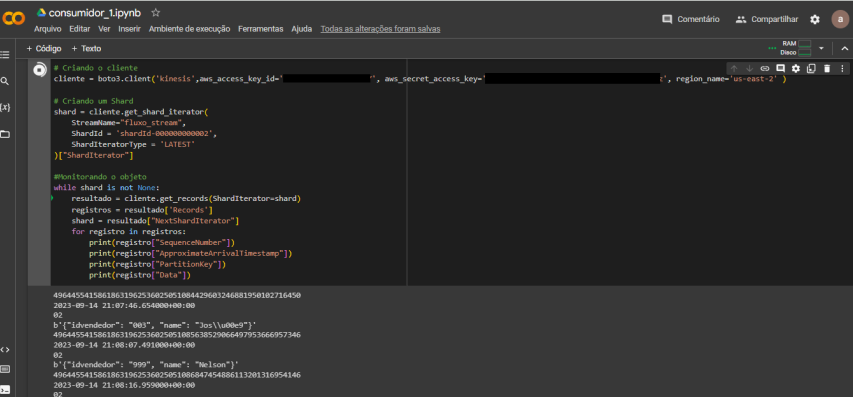 consumidor_1.ipynb
Comentário Compartilhar a
Arquivo Editar Ver Inserir Ambiente de execução Ferramentas Ajuda Todas as alterações foram salvas
+ Código + Texto
RAM
Disco
# Criando o cliente
cliente = boto3.client('kinesis',aws_access_key_id=' ', aws_secret_access_key=' t', region_name='us-east-2' )
# Criando um Shard
shard = cliente.get_shard_iterator(
StreamName="fluxo_stream",
ShardId = 'shardId-000000000002',
ShardIteratorType = 'LATEST'
)["ShardIterator"]
#Monitorando o objeto
while shard is not None:
resultado = cliente.get_records(ShardIterator=shard)
registros = resultado['Records']
shard = resultado["NextShardIterator"]
for registro in registros:
print(registro["SequenceNumber"])
print(registro["ApproximateArrivalTimestamp"])
print(registro["PartitionKey"])
print(registro["Data"])
49644554158618631962536025051084429603246881950102716450
2023-09-14 21:07:46.654000+00:00
02
b'{"idvendedor": "003", "name": "Jos\\u00e9"}'
49644554158618631962536025051085638529066497953666957346
2023-09-14 21:08:07.491000+00:00
02
b'{"idvendedor": "999", "name": "Nelson"}'
49644554158618631962536025051086847454886113201316954146
2023-09-14 21:08:16.959000+00:00
02